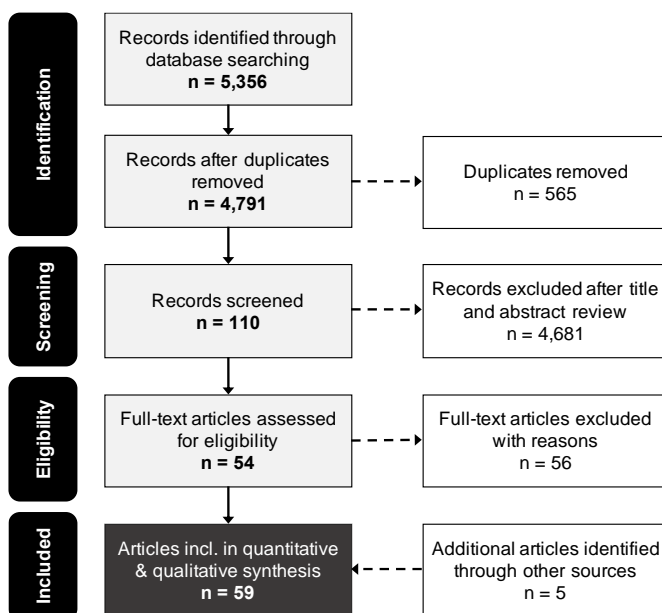 Identification
Records identified through
database searching
n = 5,356
Records after duplicates
removed
n = 4,791
Duplicates removed
n = 565
Screening
Records screened
n = 110
Records excluded after title
and abstract review
n = 4,681
Eligibility
Full-text articles assessed
for eligibility
n = 54
Full-text articles excluded
with reasons
n = 56
Included
Articles incl. in quantitative
& qualitative synthesis
n = 59
Additional articles identified
through other sources
n = 5